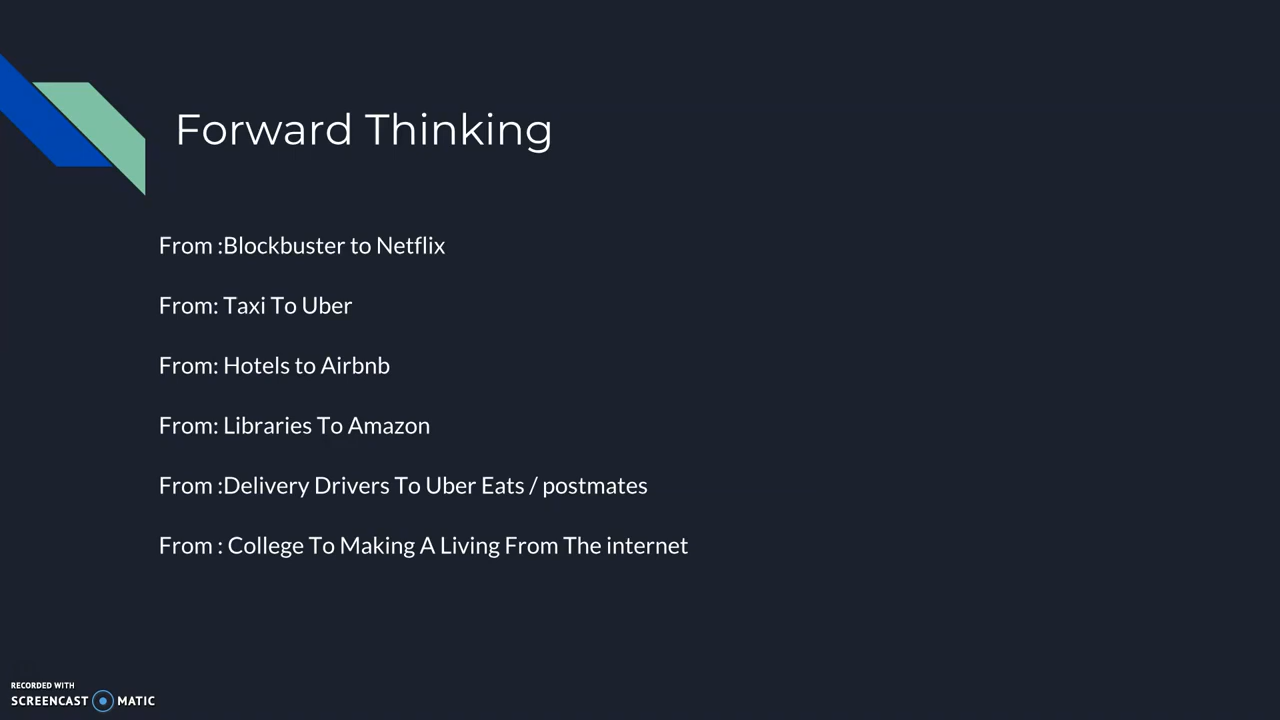 Forward Thinking
From :Blockbuster to Netflix
From: Taxi To Uber
From: Hotels to Airbnb
From: Libraries To Amazon
From :Delivery Drivers To Uber Eats / postmates
From : College To Making A Living From The internet
RECORDED WITH
SCREENCAST MATIC